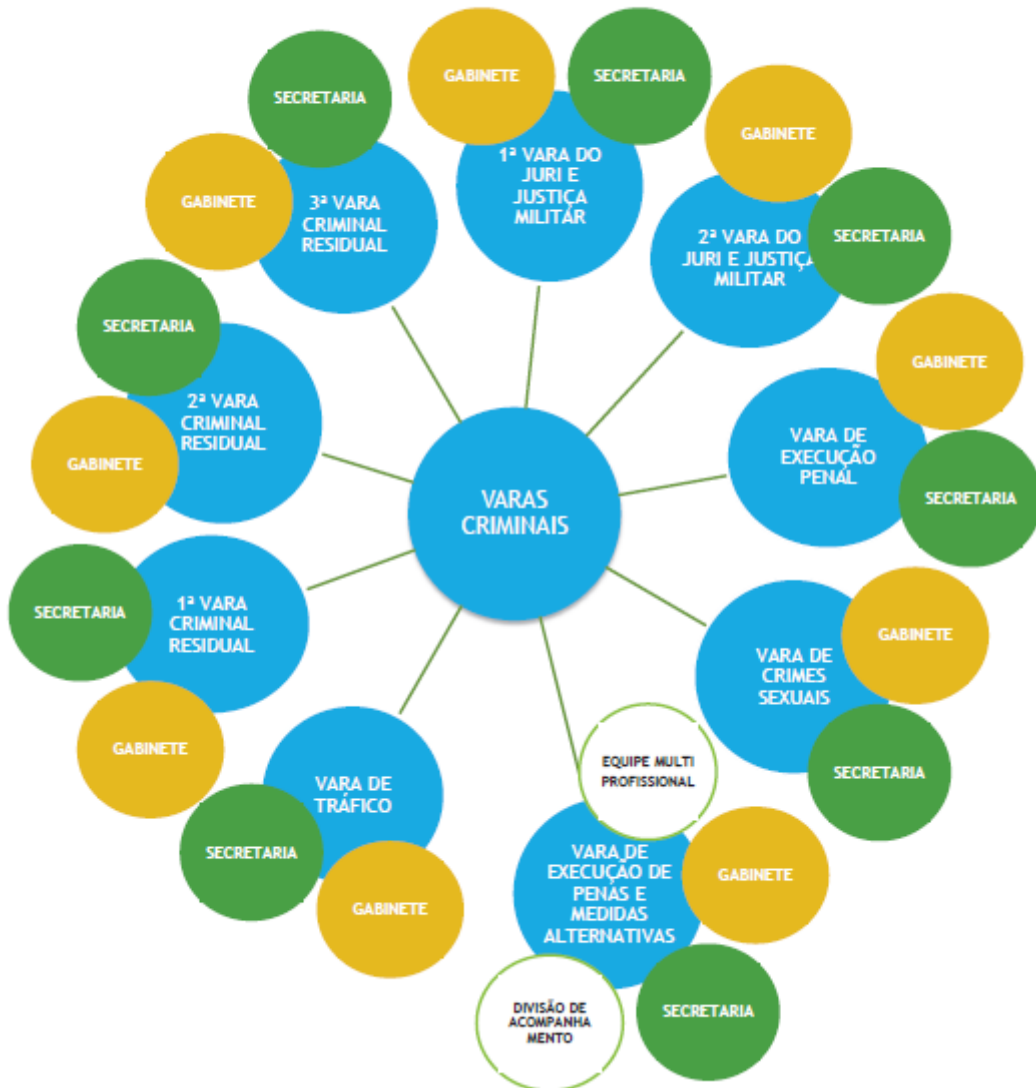 GABINETE
SECRETARIA
1ª VARA DO
JURI E
JUSTIÇA
MILITAR
GABINETE
SECRETARIA
2ª VARA DO
JURI E JUSTIÇA
MILITAR
GABINETE
SECRETARIA
VARA DE
EXECUÇÃO
PENAL
GABINETE
SECRETARIA
VARA DE
CRIMES
SEXUAIS
EQUIPE MULTI
PROFISSIONAL
GABINETE
VARA DE
EXECUÇÃO DE
PENAS E
MEDIDAS
ALTERNATIVAS
SECRETARIA
DIVISÃO DE
ACOMPANHA
MENTO
VARA DE
TRÁFICO
SECRETARIA
GABINETE
1ª VARA
CRIMINAL
RESIDUAL
SECRETARIA
GABINETE
2ª VARA
CRIMINAL
RESIDUAL
SECRETARIA
GABINETE
3ª VARA
CRIMINAL
RESIDUAL
SECRETARIA
GABINETE
VARAS
CRIMINAIS